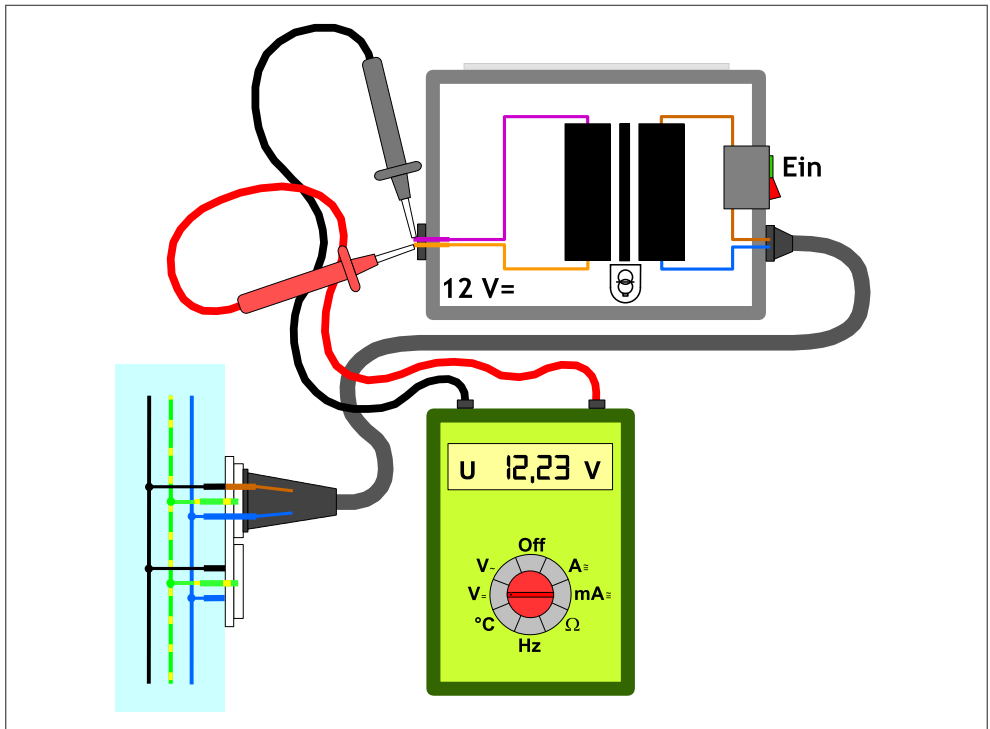 Ein
12 V=
U 12,23 V
Off
V~ A≅
V= mA≅
°C Ω
Hz